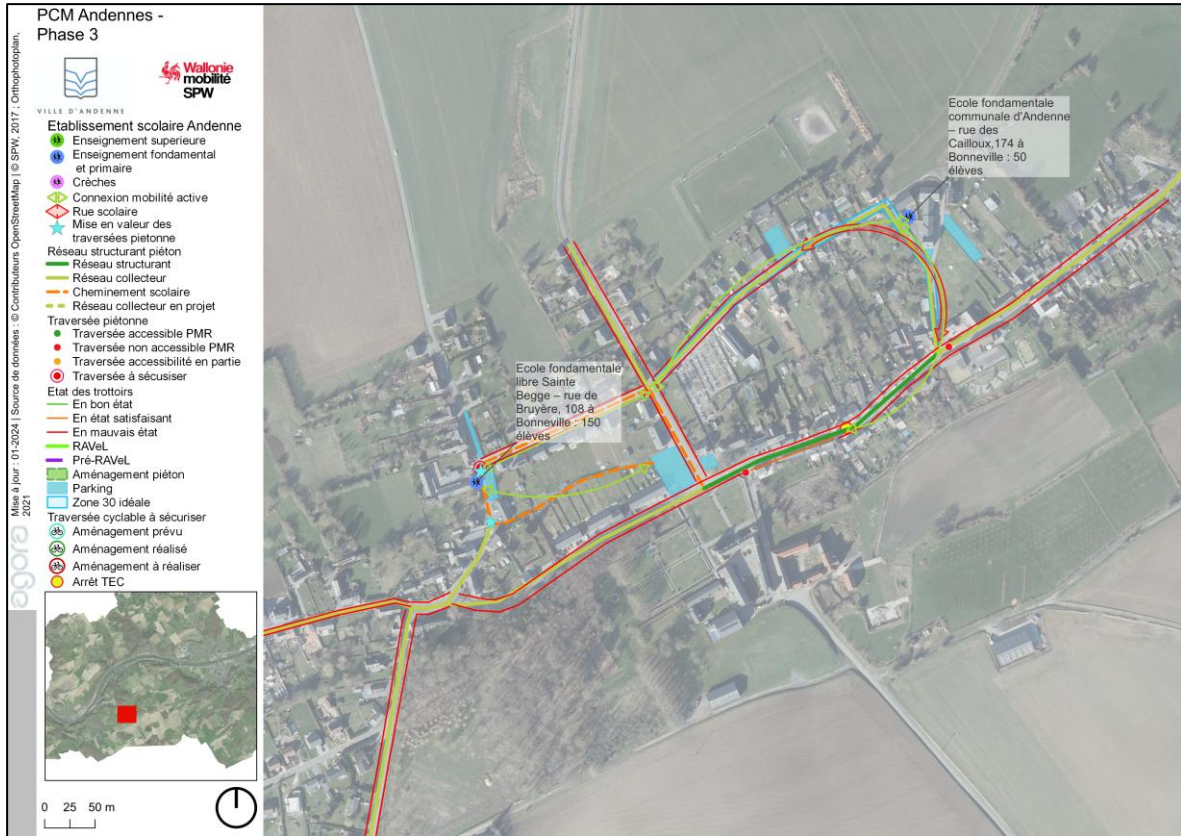 PCM Andennes -
Phase 3
VILLE D'ANDENNE
Wallonie
mobilité
SPW
Etablissement scolaire Andenne
Enseignement superieure
Enseignement fondamental
et primaire
Crèches
Connexion mobilité active
Rue scolaire
Mise en valeur des
traversées pietonne
Réseau structurant piéton
Réseau structurant
Réseau collecteur
Cheminement scolaire
Réseau collecteur en projet
Traversée piétonne
Traversée accessible PMR
Traversée non accessible PMR
Traversée accessibilité en partie
Traversée à sécusiser
Etat des trottoirs
En bon état
En état satisfaisant
En mauvais état
RAVeL
Pré-RAVeL
Aménagement piéton
Parking
Zone 30 idéale
Traversée cyclable à sécuriser
Aménagement prévu
Aménagement réalisé
Aménagement à réaliser
Arrêt TEC
0 25 50 m
Mise à jour : 01-2024 | Source de données : © Contributeurs OpenStreetMap | © SPW, 2017 ; Orthophotoplan,
2021
agora
Ecole fondamentale
communale d'Andenne
– rue des
Cailloux,174 à
Bonneville : 50
élèves
Ecole fondamentale
libre Sainte
Begge – rue de
Bruyère, 108 à
Bonneville : 150
élèves